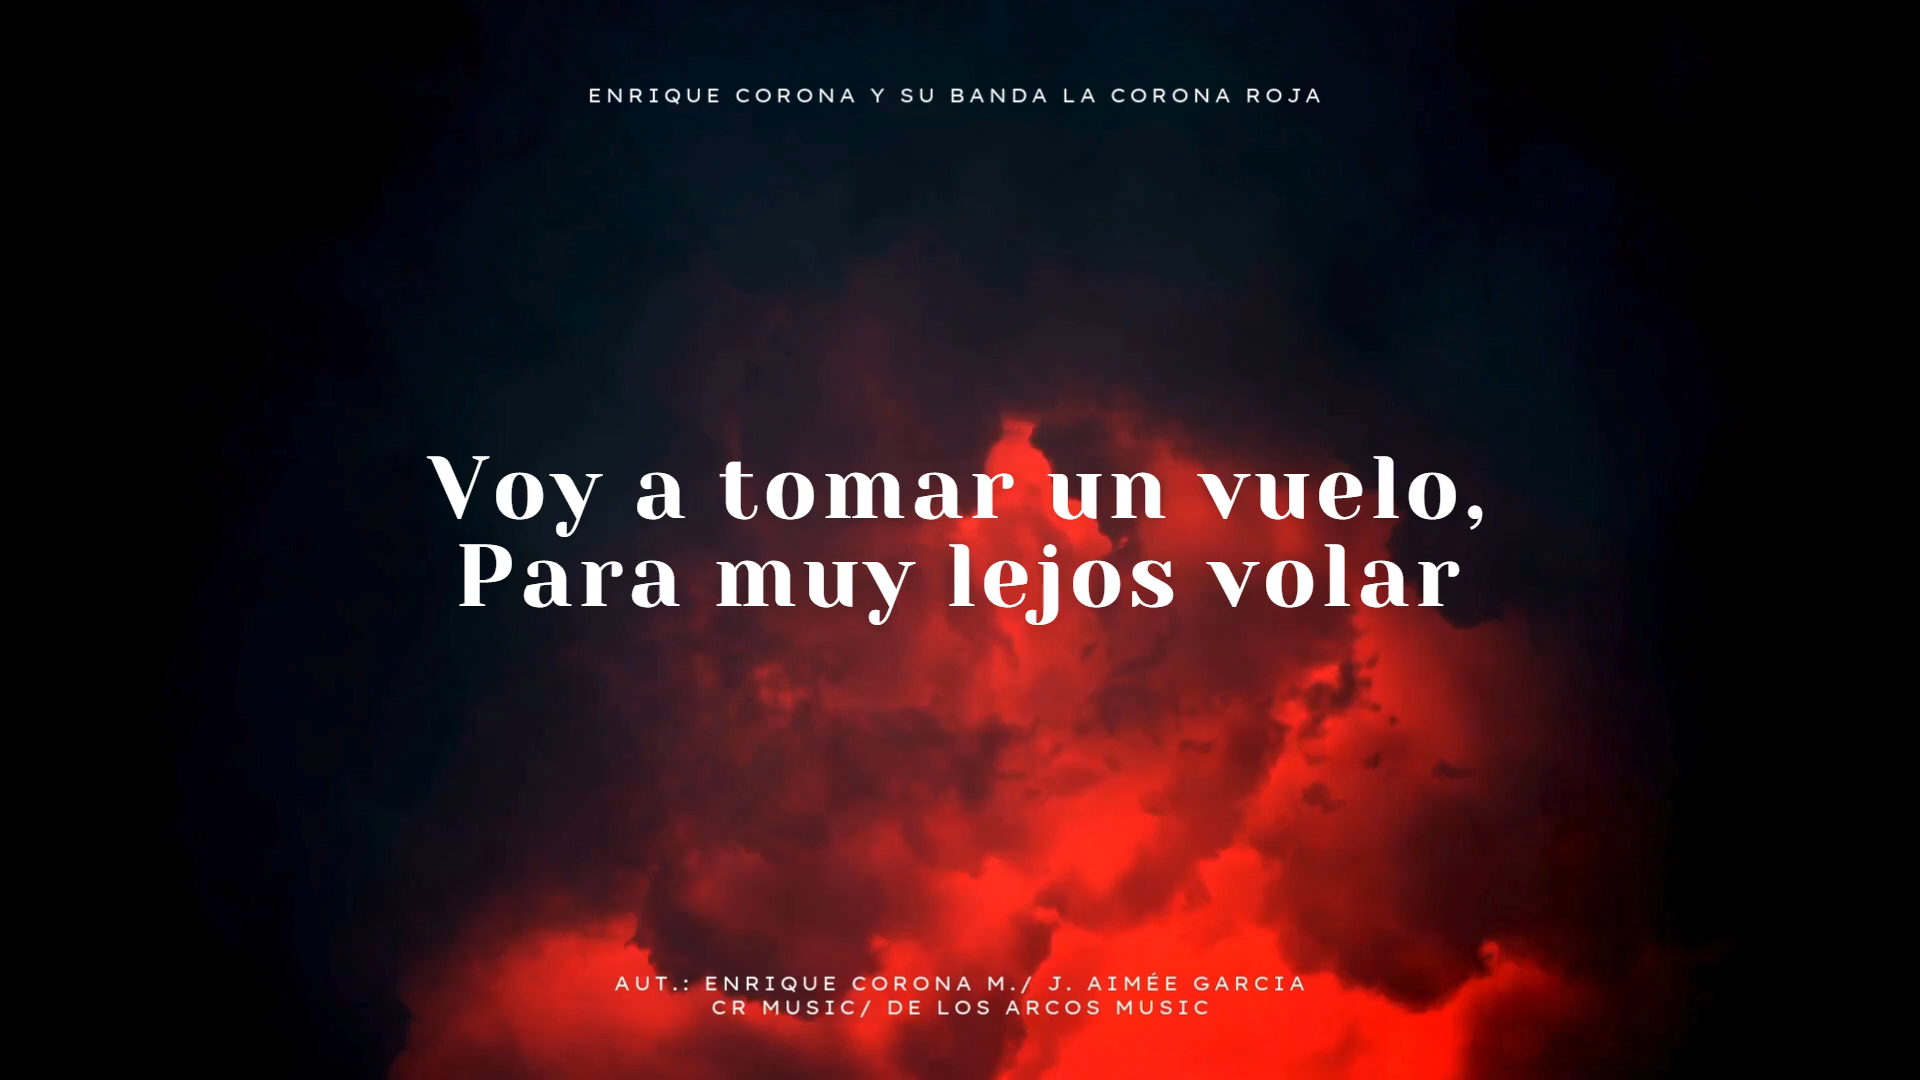 ENRIQUE CORONA Y SU BANDA LA CORONA ROJA
Voy a tomar un vuelo,
Para muy lejos volar
AUT.: ENRIQUE CORONA M./ J. AIMÉE GARCIA
CR MUSIC/ DE LOS ARCOS MUSIC